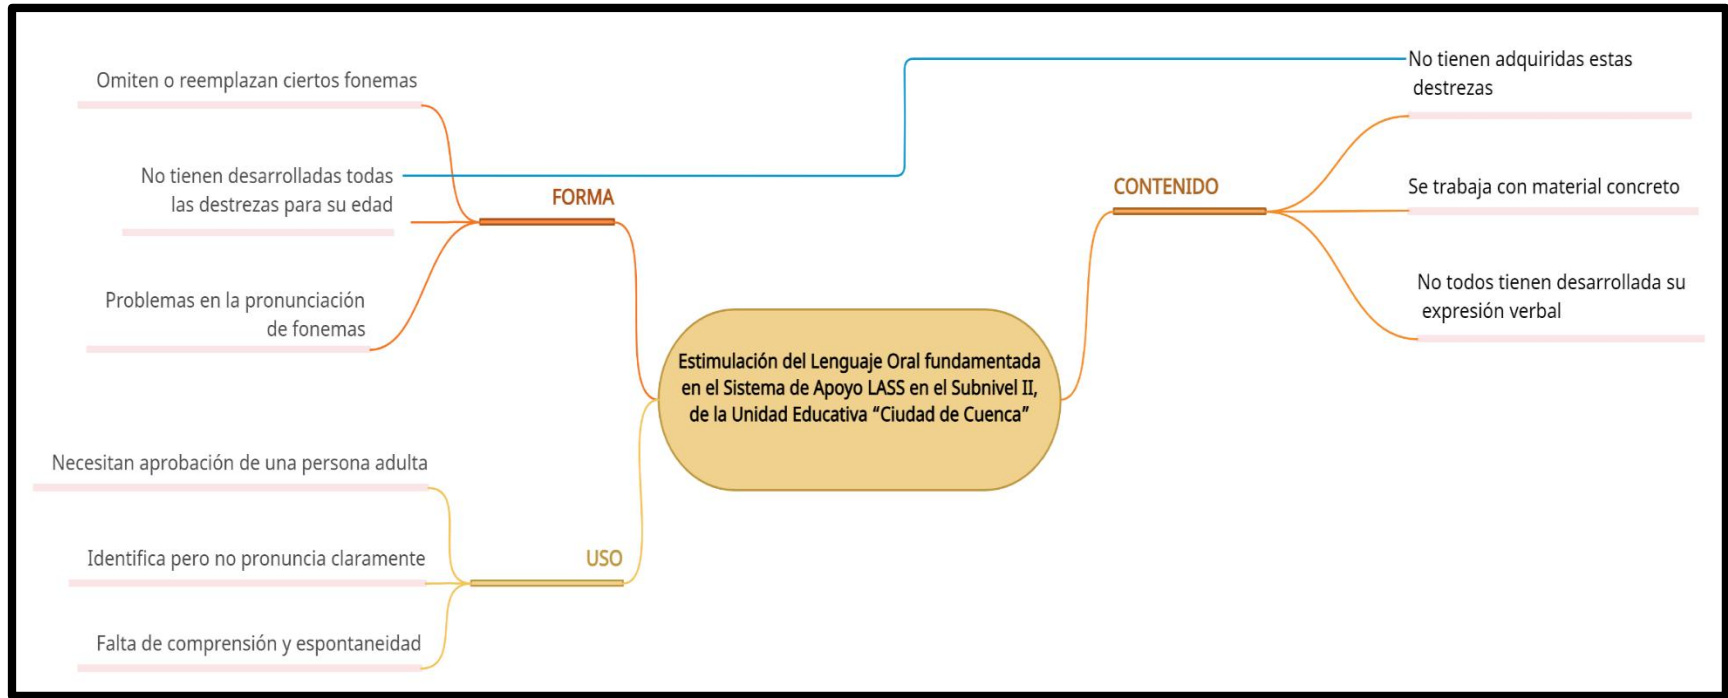 Omiten o reemplazan ciertos fonemas
No tienen desarrolladas todas
las destrezas para su edad
Problemas en la pronunciación
de fonemas
FORMA
Necesitan aprobación de una persona adulta
Identifica pero no pronuncia claramente
Falta de comprensión y espontaneidad
USO
Estimulación del Lenguaje Oral fundamentada
en el Sistema de Apoyo LASS en el Subnivel II,
de la Unidad Educativa “Ciudad de Cuenca”
CONTENIDO
No tienen adquiridas estas
destrezas
Se trabaja con material concreto
No todos tienen desarrollada su
expresión verbal